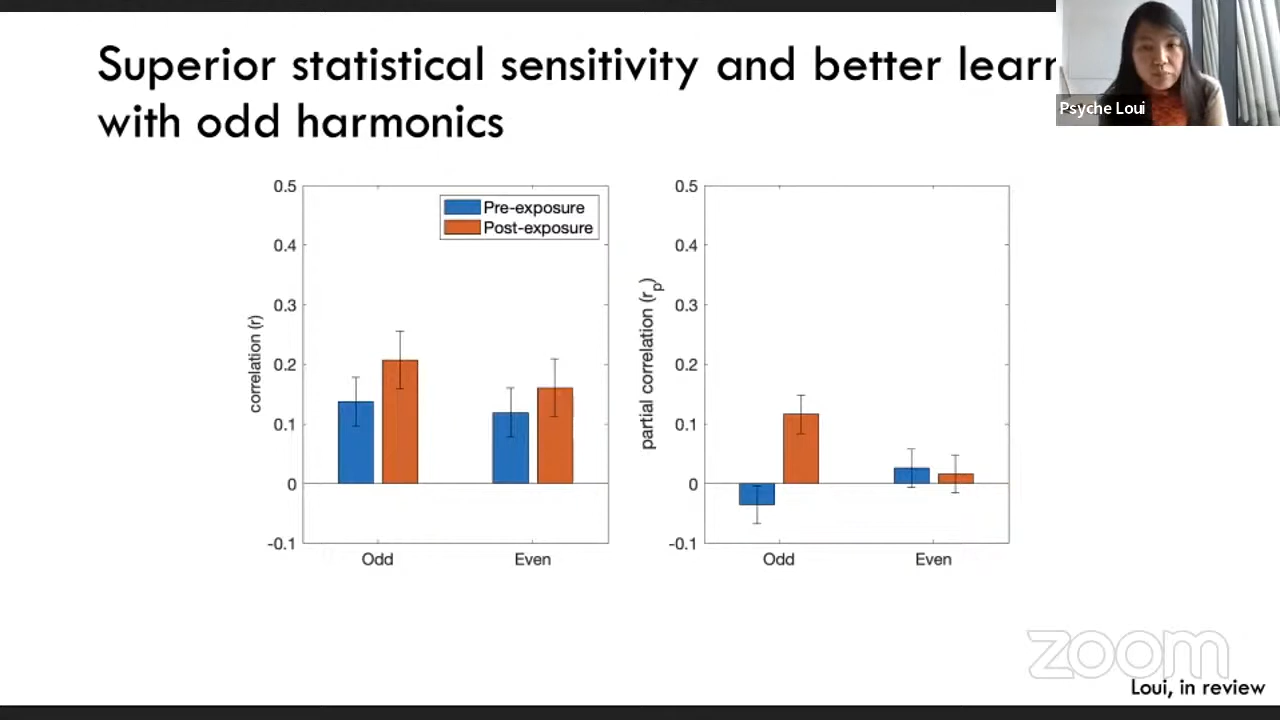 Superior statistical sensitivity and better learn
with odd harmonics
Psyche Loui
0.5
0.4
0.3
0.2
0.1
0
-0.1
correlation (r)
Pre-exposure
Post-exposure
Odd
Even
0.5
0.4
0.3
0.2
0.1
0
-0.1
partial correlation (rp)
Odd
Even
zoom
Loui, in review